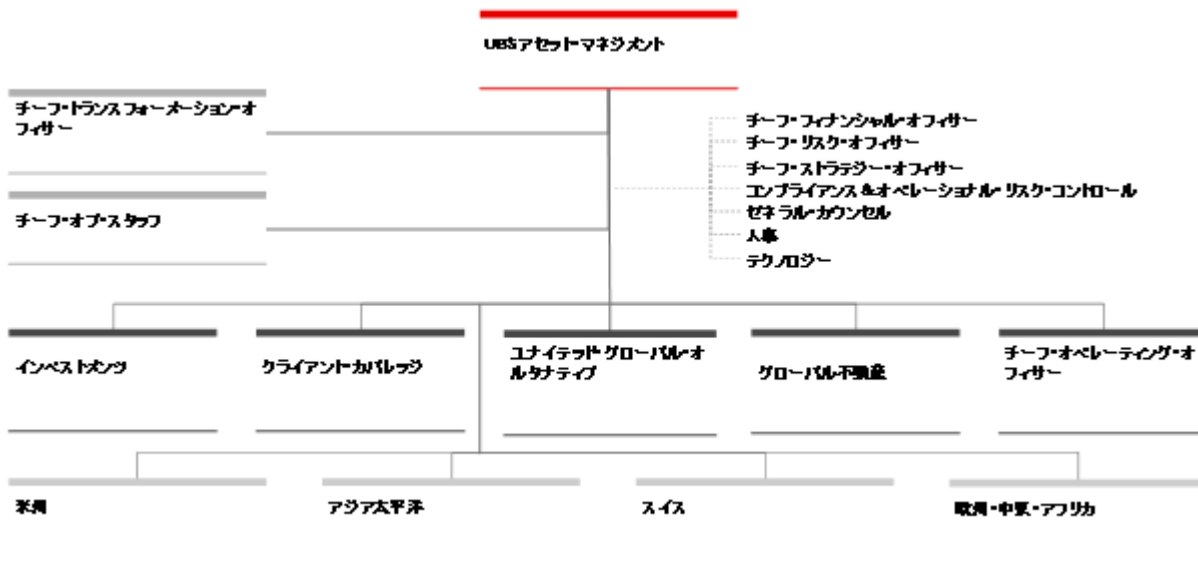 UBSアセット・マネジメント
チーフ・トランスフォーメーション・オ
フィサー
チーフ・フィナンシャル・オフィサー
チーフ・リスク・オフィサー
チーフ・ストラテジー・オフィサー
コンプライアンス&オペレーショナル・リスク・コントロール
ゼネラル・カウンセル
人事
テクノロジー
チーフ・オブ・スタッフ
インベストメンツ
クライアント・カバレッジ
ユナイテッド・グローバル・オ
ルタナティブ
グローバル不動産
チーフ・オペレーティング・オ
フィサー
米州
アジア太平洋
スイス
欧州・中東・アフリカ